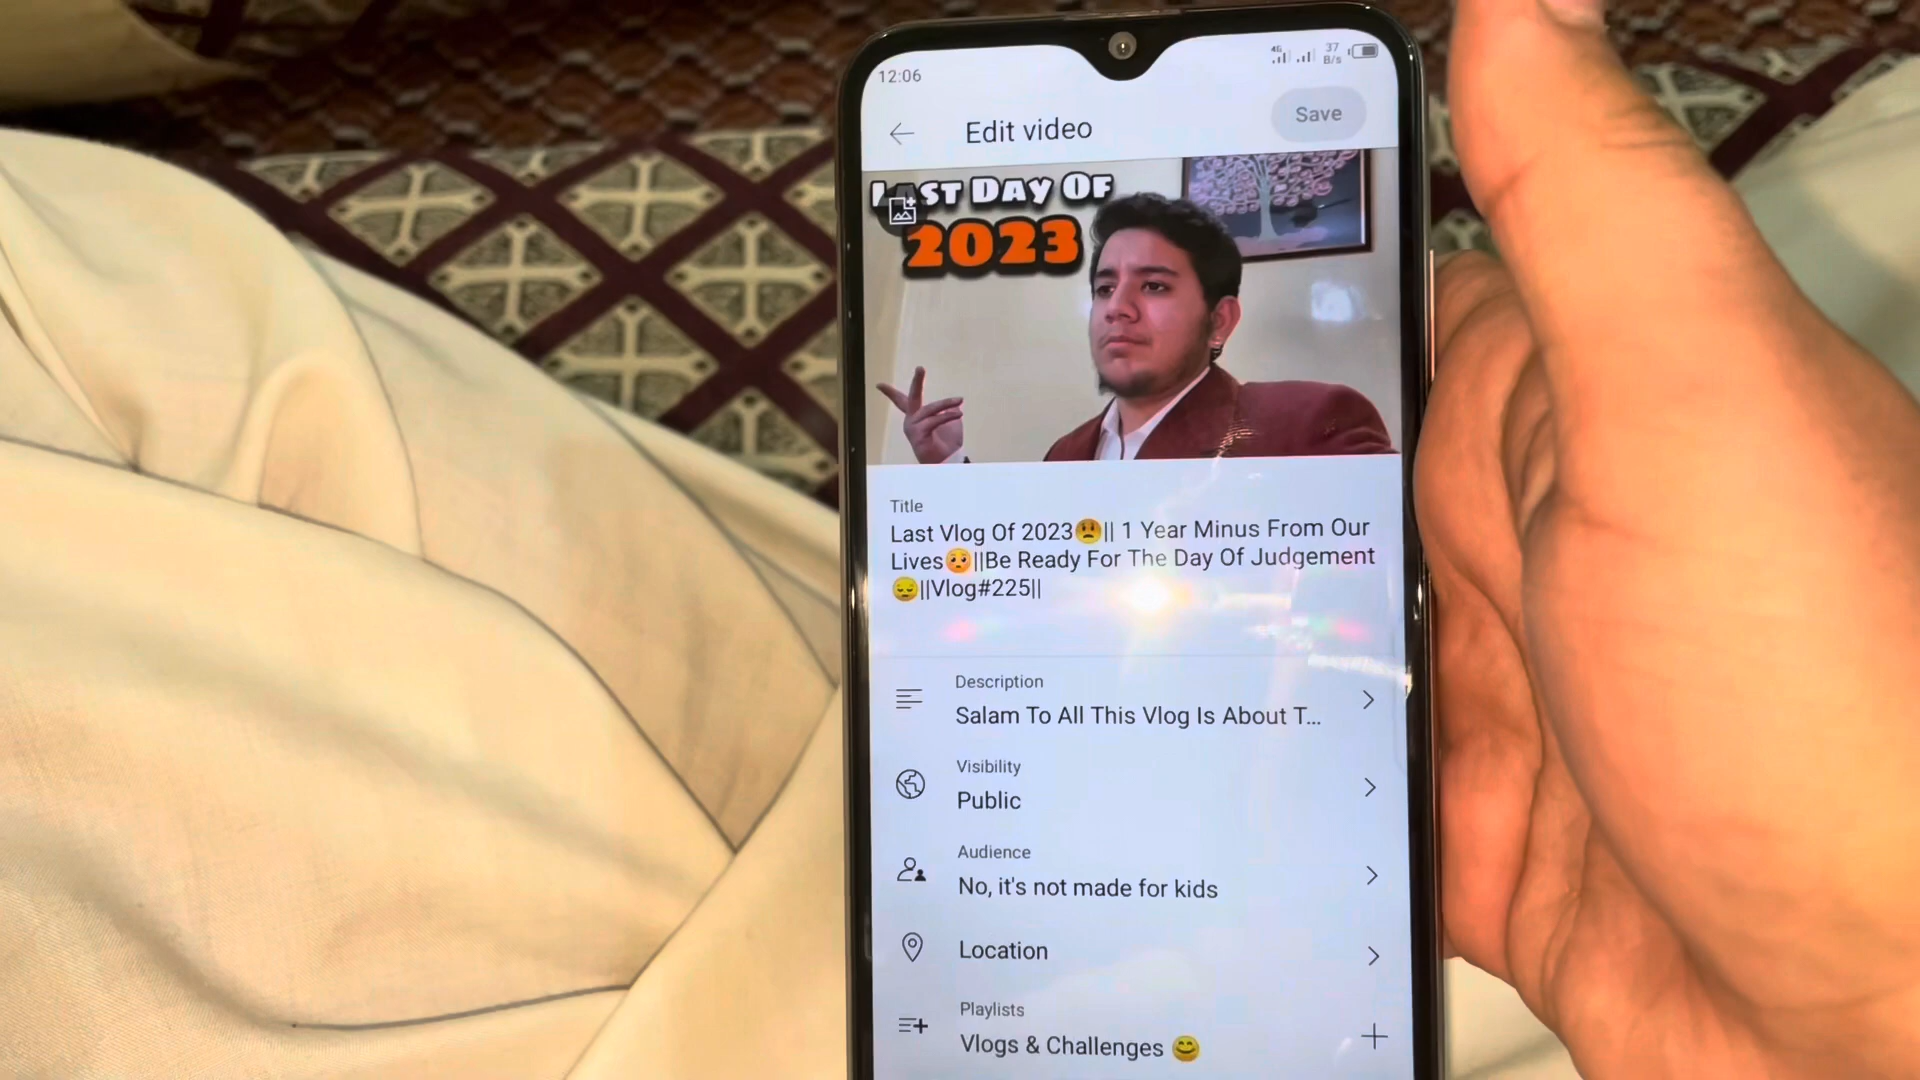 12:06
4G
37
B/s
Edit video
Save
LAST DAY OF
2023
Title
Last Vlog Of 2023😟|| 1 Year Minus From Our
Lives🥺||Be Ready For The Day Of Judgement
😔||Vlog#225||
Description
Salam To All This Vlog Is About T...
Visibility
Public
Audience
No, it's not made for kids
Location
Playlists
Vlogs & Challenges 😊